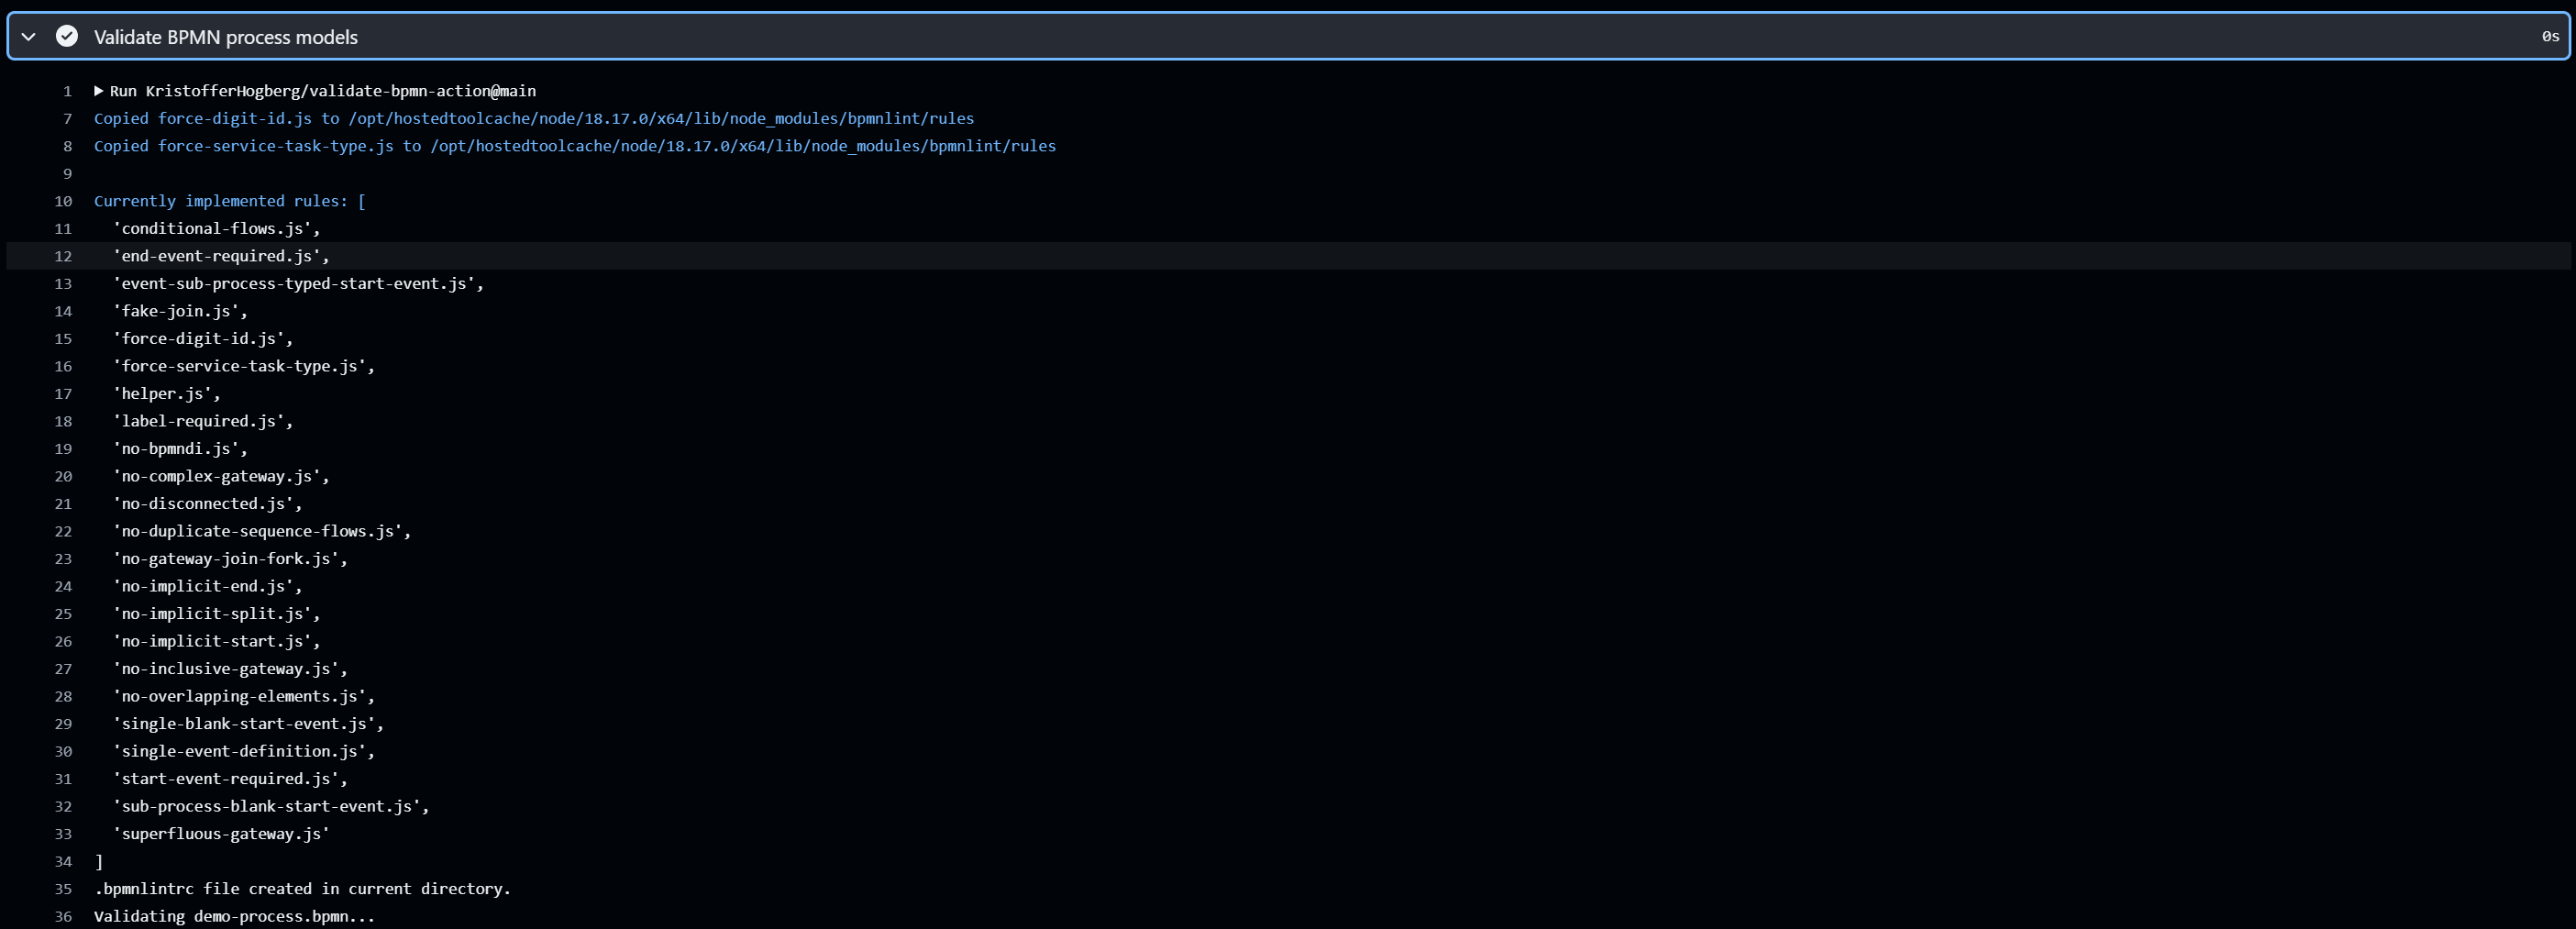 Validate BPMN process models 0s
1 Run KristofferHogberg/validate-bpmn-action@main
7 Copied force-digit-id.js to /opt/hostedtoolcache/node/18.17.0/x64/lib/node_modules/bpmnlint/rules
8 Copied force-service-task-type.js to /opt/hostedtoolcache/node/18.17.0/x64/lib/node_modules/bpmnlint/rules
9
10 Currently implemented rules: [
11 'conditional-flows.js',
12 'end-event-required.js',
13 'event-sub-process-typed-start-event.js',
14 'fake-join.js',
15 'force-digit-id.js',
16 'force-service-task-type.js',
17 'helper.js',
18 'label-required.js',
19 'no-bpmndi.js',
20 'no-complex-gateway.js',
21 'no-disconnected.js',
22 'no-duplicate-sequence-flows.js',
23 'no-gateway-join-fork.js',
24 'no-implicit-end.js',
25 'no-implicit-split.js',
26 'no-implicit-start.js',
27 'no-inclusive-gateway.js',
28 'no-overlapping-elements.js',
29 'single-blank-start-event.js',
30 'single-event-definition.js',
31 'start-event-required.js',
32 'sub-process-blank-start-event.js',
33 'superfluous-gateway.js'
34 ]
35 .bpmnlintrc file created in current directory.
36 Validating demo-process.bpmn...